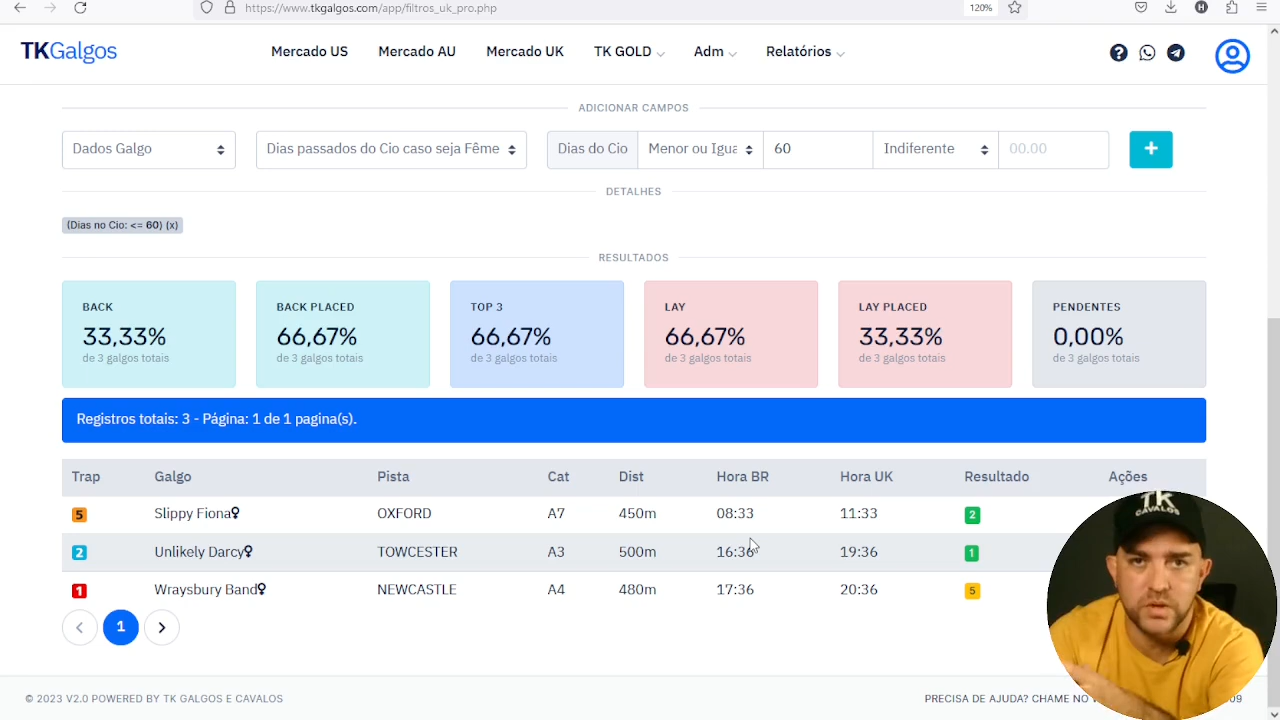 https://www.tkgalgos.com/app/filtros_uk_pro.php
120%
TKGalgos
Mercado US
Mercado AU
Mercado UK
TK GOLD
Adm
Relatórios
ADICIONAR CAMPOS
Dados Galgo
Dias passados do Cio caso seja Fême
Dias do Cio
Menor ou Igua
60
Indiferente
00.00
+
DETALHES
(Dias no Cio: <= 60) (x)
RESULTADOS
BACK
33,33%
de 3 galgos totais
BACK PLACED
66,67%
de 3 galgos totais
TOP 3
66,67%
de 3 galgos totais
LAY
66,67%
de 3 galgos totais
LAY PLACED
33,33%
de 3 galgos totais
PENDENTES
0,00%
de 3 galgos totais
Registros totais: 3 - Página: 1 de 1 pagina(s).
Trap Galgo Pista Cat Dist Hora BR Hora UK Resultado Ações
5 Slippy Fiona♀ OXFORD A7 450m 08:33 11:33 2
2 Unlikely Darcy♀ TOWCESTER A3 500m 16:36 19:36 1
1 Wraysbury Band♀ NEWCASTLE A4 480m 17:36 20:36 5
1
TK
CAVALOS
© 2023 V2.0 POWERED BY TK GALGOS E CAVALOS
PRECISA DE AJUDA? CHAME NO
09